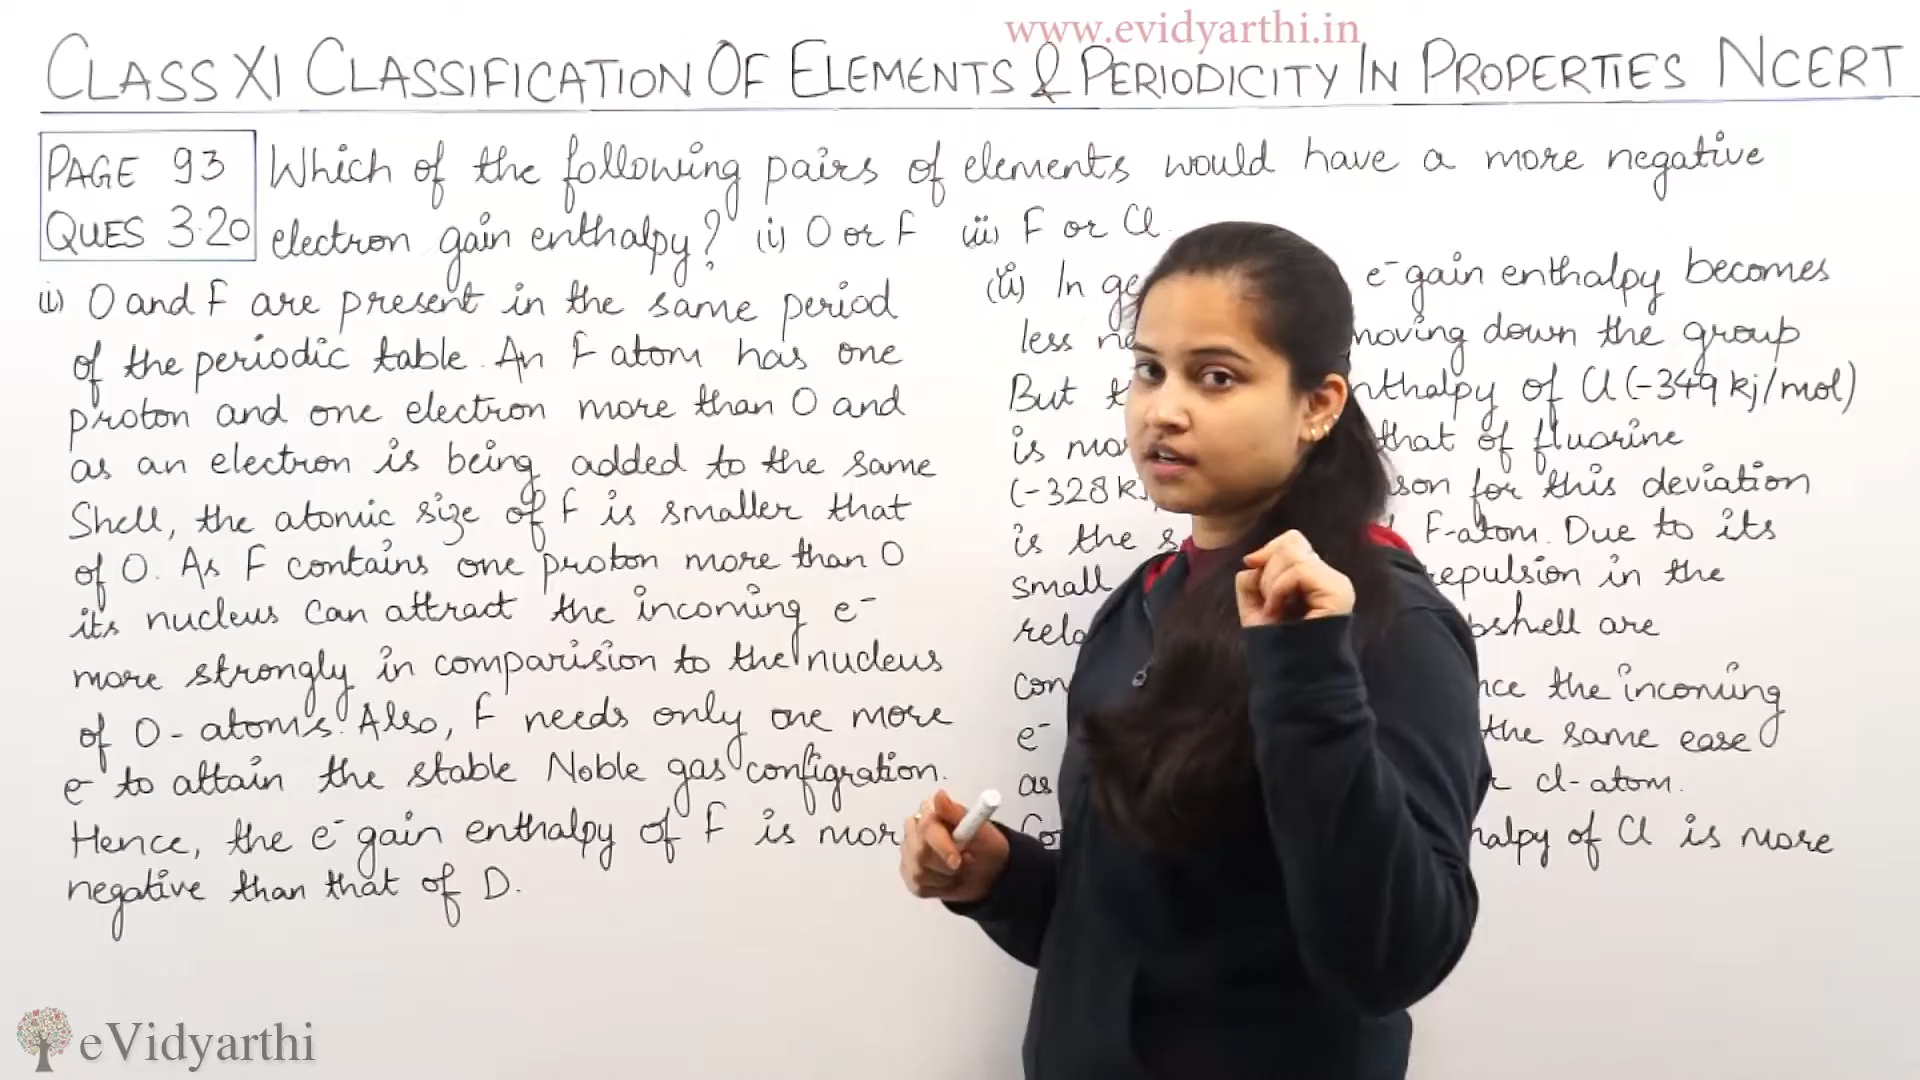 www.evidyarthi.in
CLASS XI CLASSIFICATION OF ELEMENTS & PERIODICITY IN PROPERTIES NCERT
PAGE 93
QUES 3.20
Which of the following pairs of elements would have a more negative
electron gain enthalpy? (i) O or F (ii) F or Cl
(i) O and F are present in the same period
of the periodic table. An F atom has one
proton and one electron more than O and
as an electron is being added to the same
Shell, the atomic size of F is smaller that
of O. As F contains one proton more than O
its nucleus can attract the incoming e-
more strongly in comparision to the nucleus
of O-atoms. Also, F needs only one more
e- to attain the stable Noble gas configration.
Hence, the e- gain enthalpy of F is mor
negative than that of O.
(ii) In ge e- gain enthalpy becomes
less moving down the group
But nthalpy of Cl (-349 kj/mol)
is mo that of fluorine
(-328 k son for this deviation
is the s F-atom. Due to its
small repulsion in the
rela bshell are
con nce the incoming
e- the same ease
as cl-atom.
halpy of Cl is more
eVidyarthi